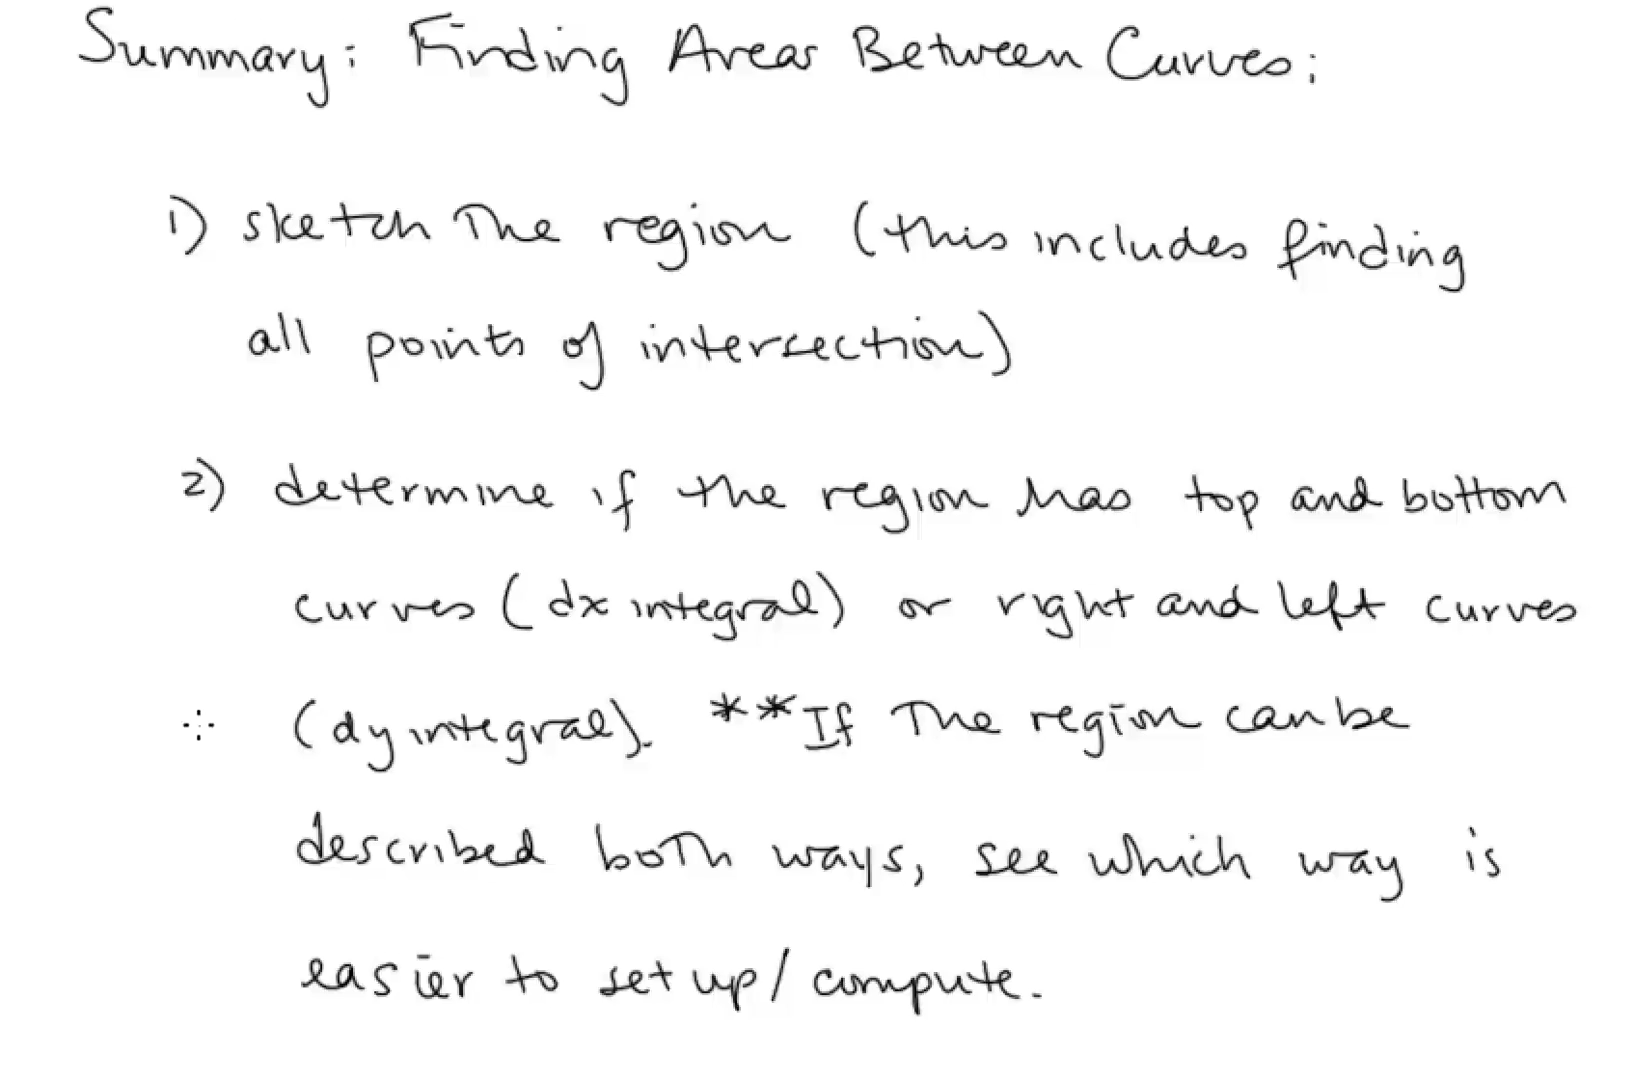 Summary: Finding Areas Between Curves:
1) sketch the region (this includes finding
all points of intersection)
2) determine if the region has top and bottom
curves (dx integral) or right and left curves
(dy integral). **If the region can be
described both ways, see which way is
easier to set up/compute.